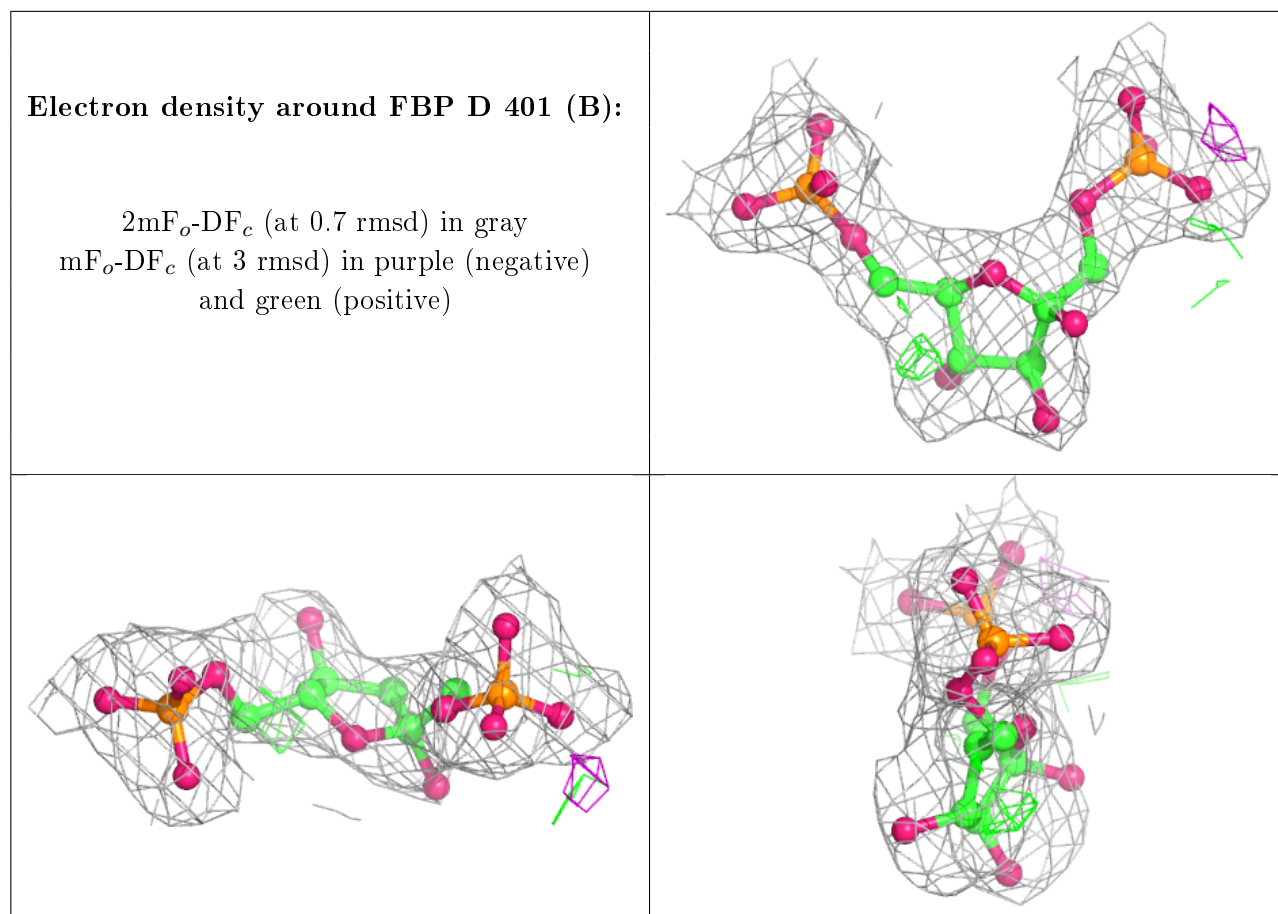 Electron density around FBP D 401 (B):
2mFₒ-DF𝒸 (at 0.7 rmsd) in gray
mFₒ-DF𝒸 (at 3 rmsd) in purple (negative)
and green (positive)